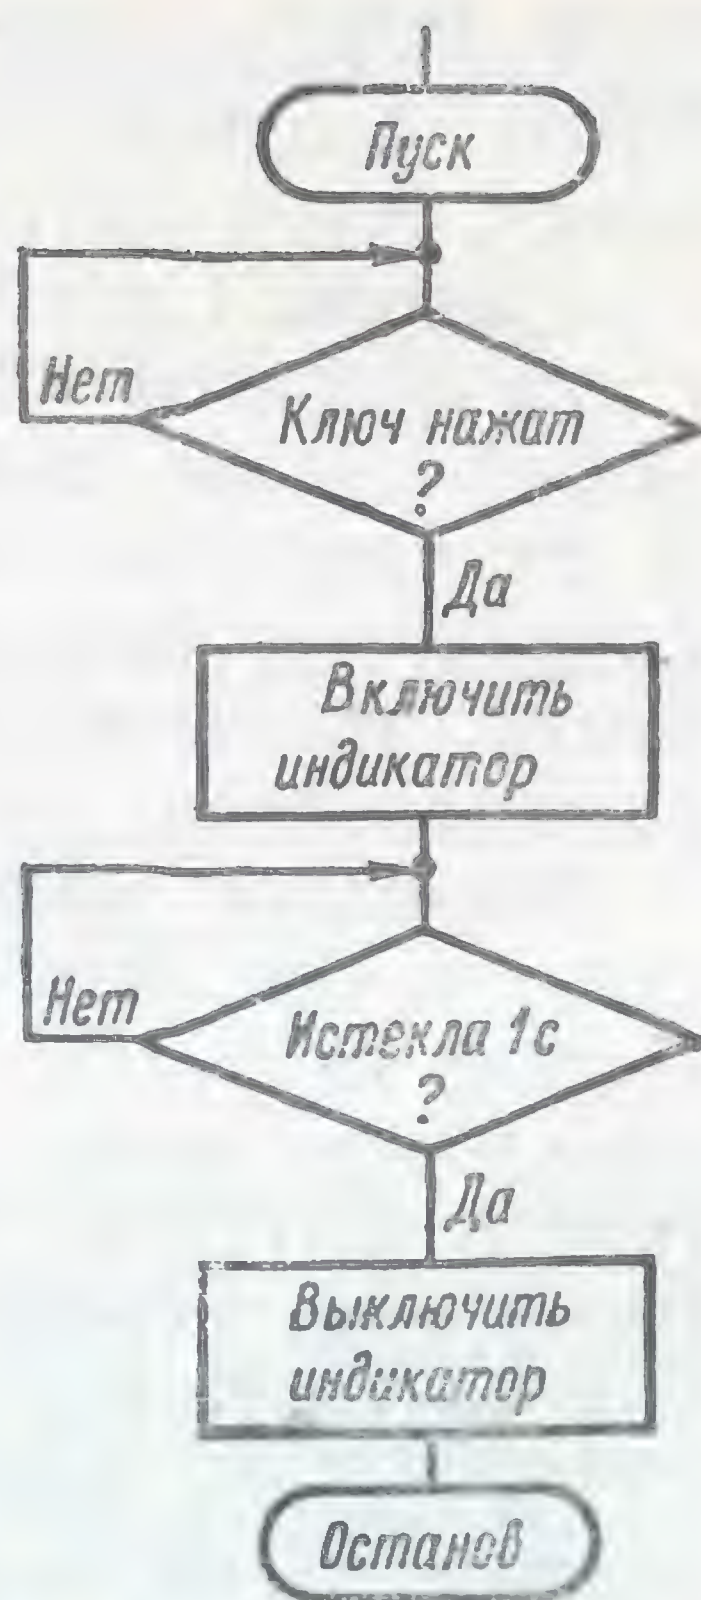 Пуск
Нет
Ключ нажат
?
Да
Включить
индикатор
Нет
Истекла 1с
?
Да
Выключить
индикатор
Останов